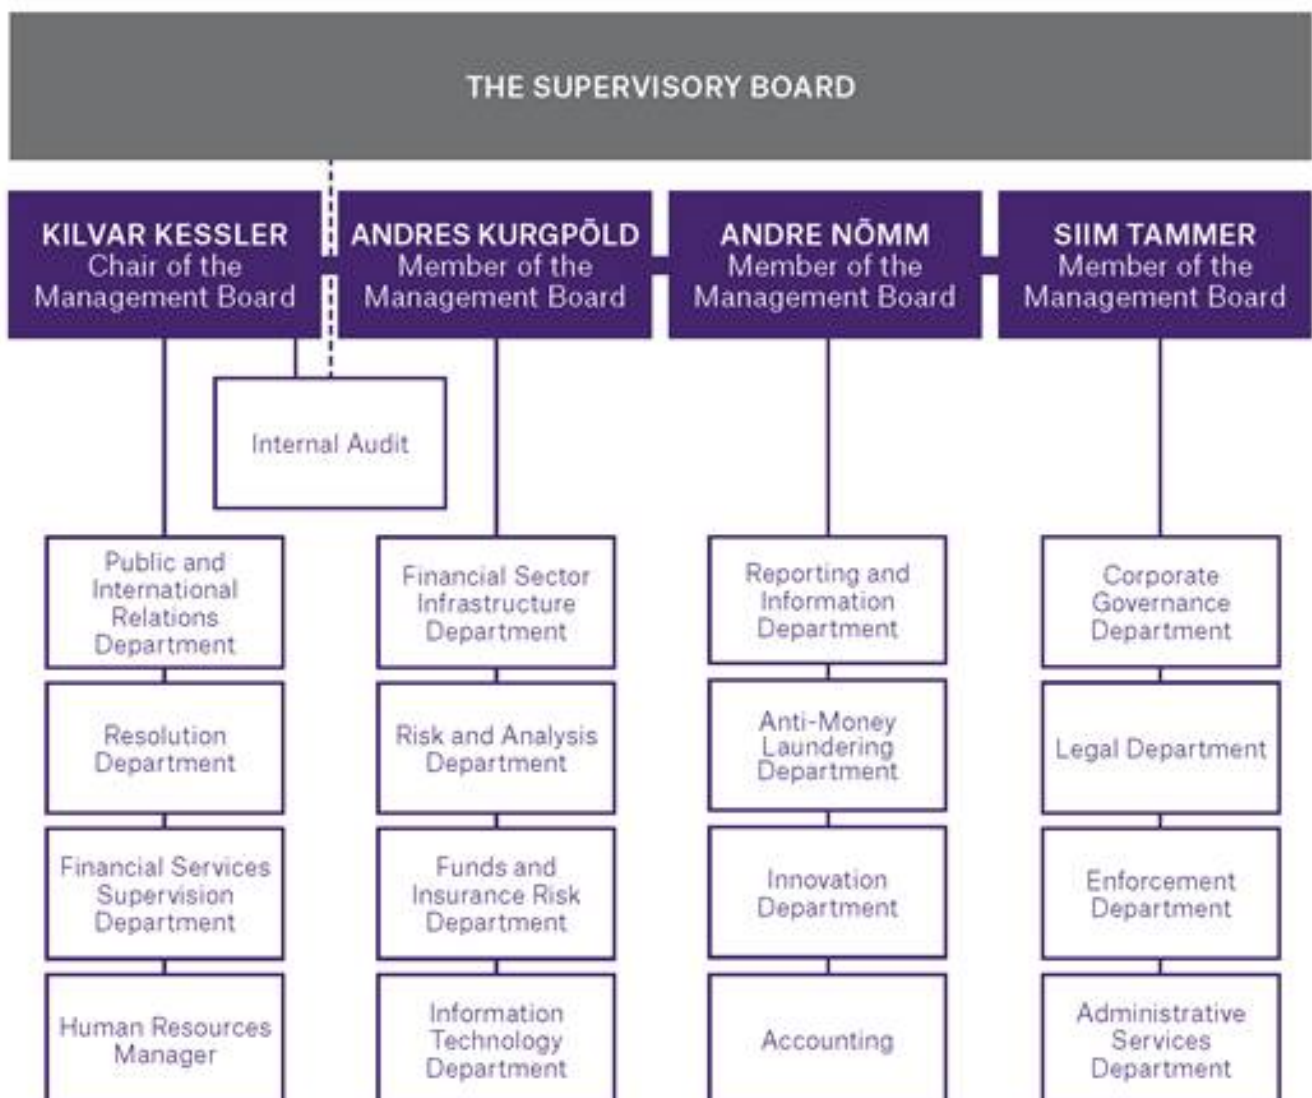 THE SUPERVISORY BOARD
KILVAR KESSLER
Chair of the
Management Board
ANDRES KURGPÕLD
Member of the
Management Board
ANDRE NÕMM
Member of the
Management Board
SIIM TAMMER
Member of the
Management Board
Internal Audit
Public and
International
Relations
Department
Resolution
Department
Financial Services
Supervision
Department
Human Resources
Manager
Financial Sector
Infrastructure
Department
Risk and Analysis
Department
Funds and
Insurance Risk
Department
Information
Technology
Department
Reporting and
Information
Department
Anti-Money
Laundering
Department
Innovation
Department
Accounting
Corporate
Governance
Department
Legal Department
Enforcement
Department
Administrative
Services
Department